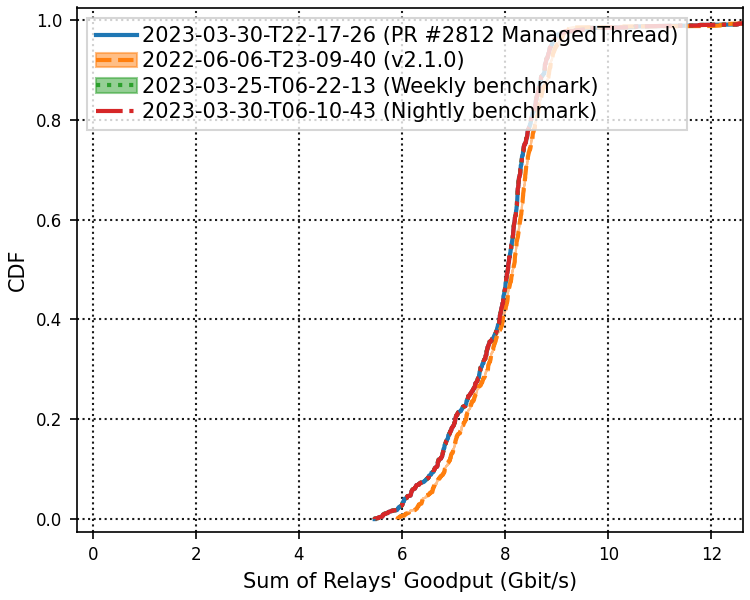 2023-03-30-T22-17-26 (PR #2812 ManagedThread)
2022-06-06-T23-09-40 (v2.1.0)
2023-03-25-T06-22-13 (Weekly benchmark)
2023-03-30-T06-10-43 (Nightly benchmark)
1.0
0.8
0.6
0.4
0.2
0.0
CDF
0 2 4 6 8 10 12
Sum of Relays' Goodput (Gbit/s)